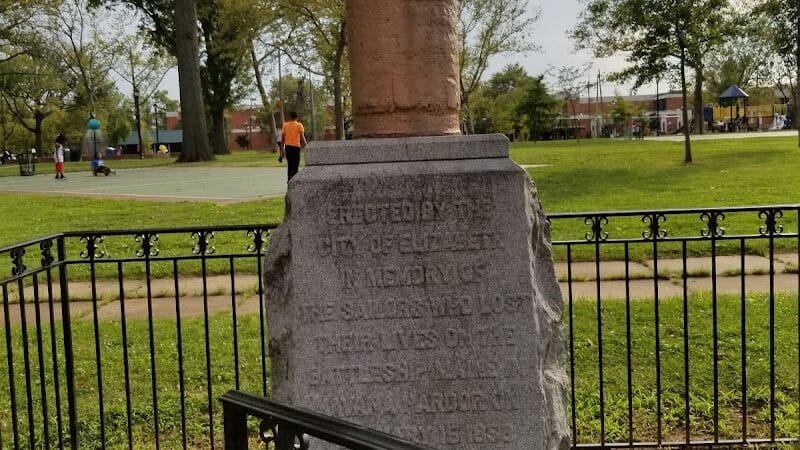 ERECTED BY THE
CITY OF ELIZABETH
IN MEMORY OF
THE SAILORS WHO LOST
THEIR LIVES ON THE
BATTLESHIP MAINE
HARBOR ON